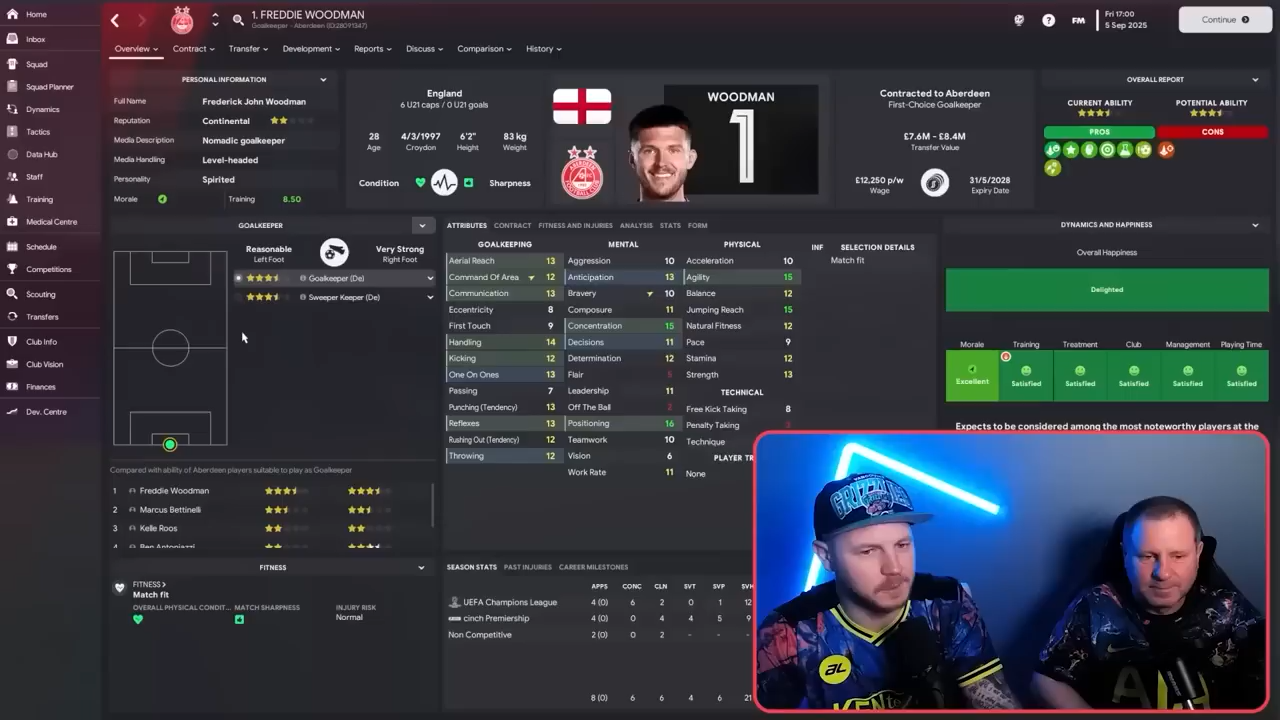 Home
Inbox
Squad
Squad Planner
Dynamics
Tactics
Data Hub
Staff
Training
Medical Centre
Schedule
Competitions
Scouting
Transfers
Club Info
Club Vision
Finances
Dev. Centre
1. FREDDIE WOODMAN
Goalkeeper - Aberdeen (ID:28091347)
FM
Fri 17:00
5 Sep 2025
Continue
Overview
Contract
Transfer
Development
Reports
Discuss
Comparison
History
PERSONAL INFORMATION
Full Name Frederick John Woodman
Reputation Continental
Media Description Nomadic goalkeeper
Media Handling Level-headed
Personality Spirited
Morale Training 8.50
England
6 U21 caps / 0 U21 goals
28 4/3/1997 6'2" 83 kg
Age Croydon Height Weight
Condition Sharpness
WOODMAN
1
Contracted to Aberdeen
First-Choice Goalkeeper
£7.6M - £8.4M
Transfer Value
£12,250 p/w 31/5/2028
Wage Expiry Date
OVERALL REPORT
CURRENT ABILITY POTENTIAL ABILITY
PROS CONS
GOALKEEPER
Reasonable Very Strong
Left Foot Right Foot
Goalkeeper (De)
Sweeper Keeper (De)
Compared with ability of Aberdeen players suitable to play as Goalkeeper
1 Freddie Woodman
2 Marcus Bettinelli
3 Kelle Roos
4 Ben Antoniazzi
FITNESS
FITNESS >
Match fit
OVERALL PHYSICAL CONDIT... MATCH SHARPNESS INJURY RISK
Normal
ATTRIBUTES CONTRACT FITNESS AND INJURIES ANALYSIS STATS FORM
GOALKEEPING MENTAL PHYSICAL
Aerial Reach 13 Aggression 10 Acceleration 10
Command Of Area 12 Anticipation 13 Agility 15
Communication 13 Bravery 10 Balance 12
Eccentricity 8 Composure 11 Jumping Reach 15
First Touch 9 Concentration 15 Natural Fitness 12
Handling 14 Decisions 11 Pace 9
Kicking 12 Determination 12 Stamina 12
One On Ones 13 Flair 5 Strength 13
Passing 7 Leadership 11 TECHNICAL
Punching (Tendency) 13 Off The Ball 2 Free Kick Taking 8
Reflexes 13 Positioning 16 Penalty Taking
Rushing Out (Tendency) 12 Teamwork 10 Technique
Throwing 12 Vision 6 PLAYER TR
Work Rate 11 None
INF SELECTION DETAILS
Match fit
DYNAMICS AND HAPPINESS
Overall Happiness
Delighted
Morale Training Treatment Club Management Playing Time
Excellent Satisfied Satisfied Satisfied Satisfied Satisfied
Expects to be considered among the most noteworthy players at the
SEASON STATS PAST INJURIES CAREER MILESTONES
APPS CONC CLN SVT SVP SVH
UEFA Champions League 4 (0) 6 2 0 1 12
cinch Premiership 4 (0) 0 4 4 5 9
Non Competitive 2 (0) 0 2 - - -
8 (0) 6 6 4 6 21
GRIZZLIES
aL